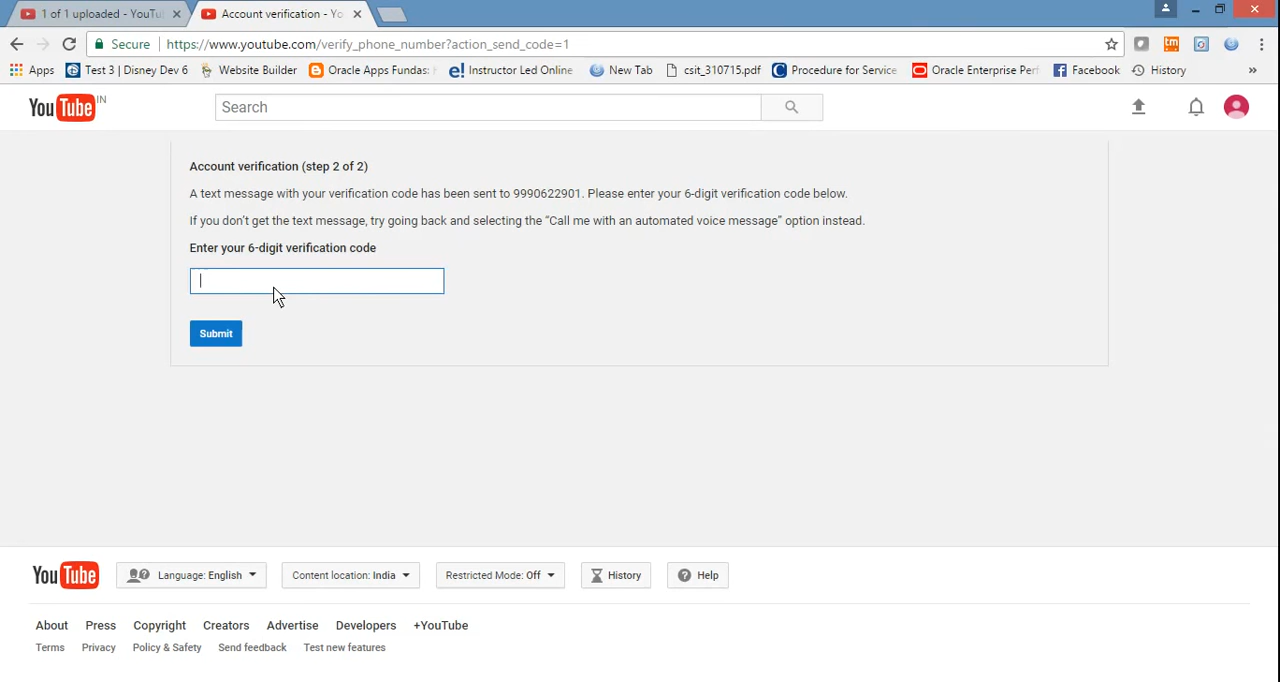 1 of 1 uploaded - YouTu
Account verification - Yo
Secure
https://www.youtube.com/verify_phone_number?action_send_code=1
Apps
Test 3 | Disney Dev 6
Website Builder
Oracle Apps Fundas:
e! Instructor Led Online
New Tab
csit_310715.pdf
Procedure for Service
Oracle Enterprise Perf
Facebook
History
»
YouTube IN
Search
Account verification (step 2 of 2)
A text message with your verification code has been sent to 9990622901. Please enter your 6-digit verification code below.
If you don't get the text message, try going back and selecting the “Call me with an automated voice message” option instead.
Enter your 6-digit verification code
Submit
YouTube
Language: English
Content location: India
Restricted Mode: Off
History
Help
About Press Copyright Creators Advertise Developers +YouTube
Terms Privacy Policy & Safety Send feedback Test new features